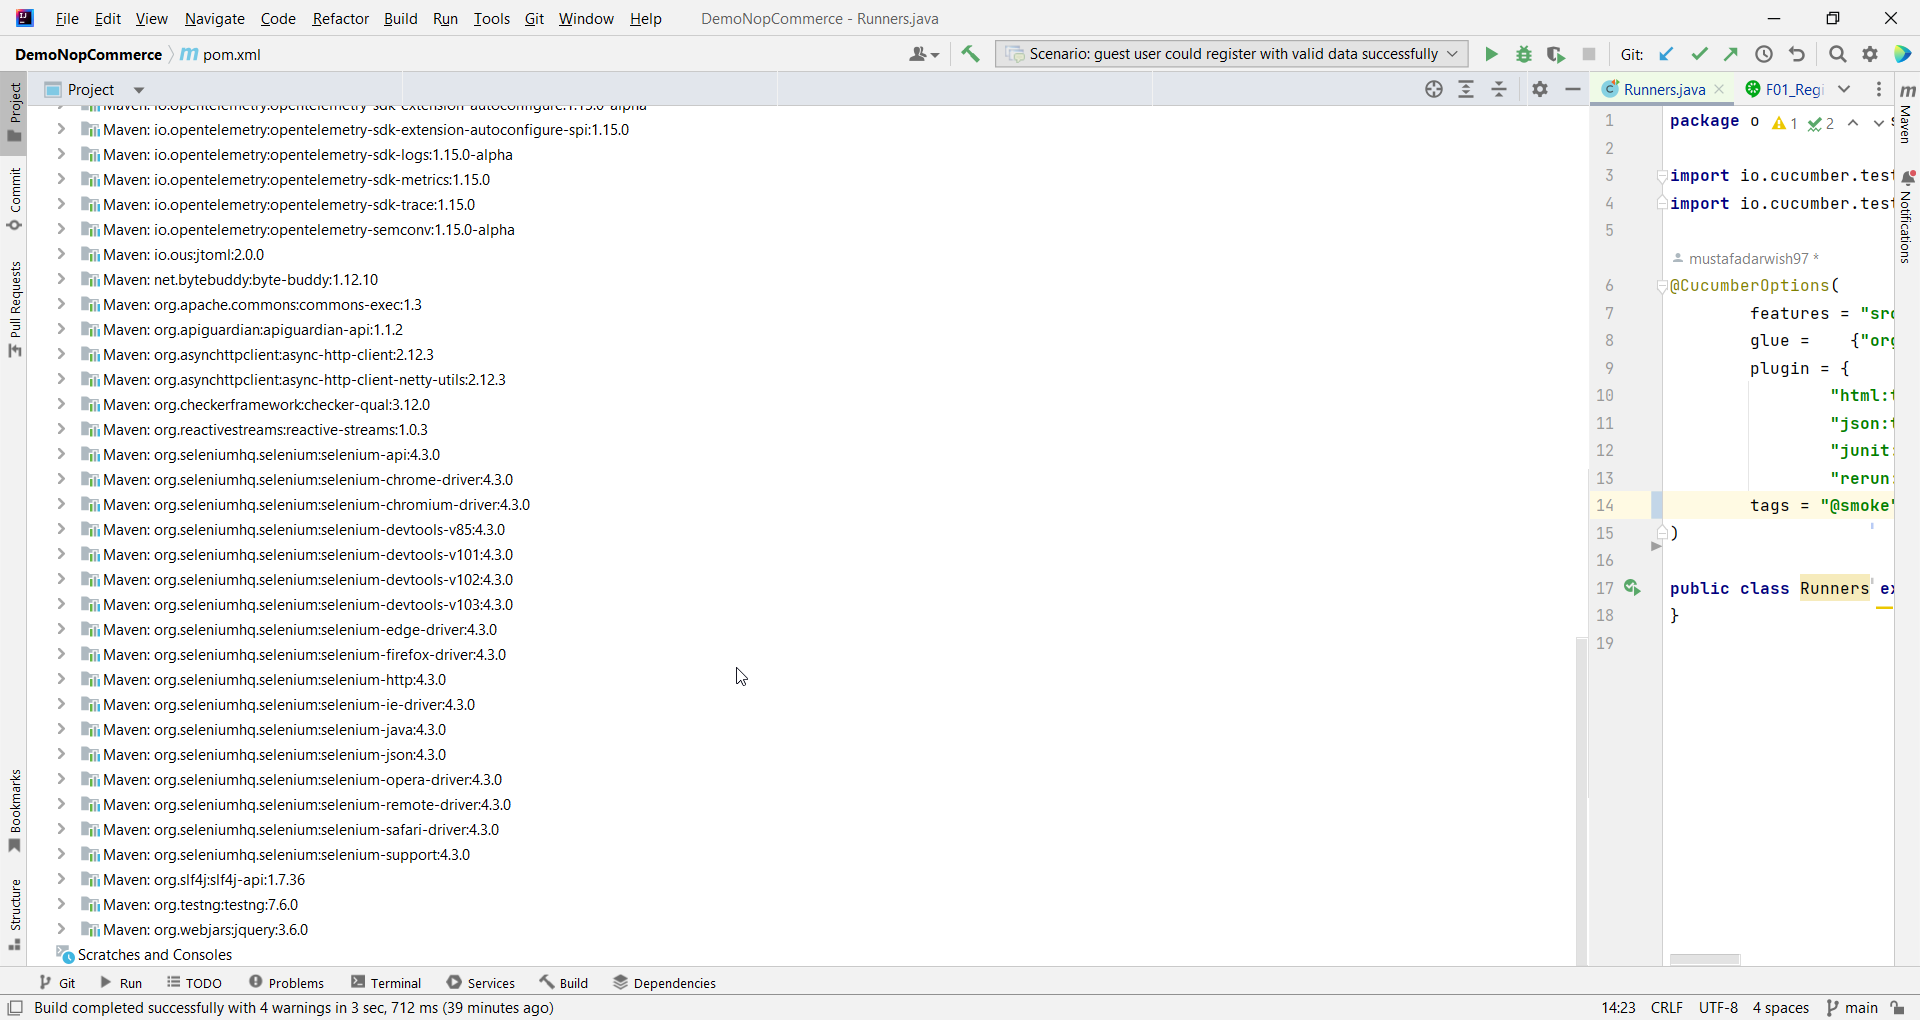 File Edit View Navigate Code Refactor Build Run Tools Git Window Help DemoNopCommerce - Runners.java
DemoNopCommerce pom.xml Scenario: guest user could register with valid data successfully Git:
Project
Maven: io.opentelemetry:opentelemetry-sdk-extension-autoconfigure:1.15.0-alpha
Maven: io.opentelemetry:opentelemetry-sdk-extension-autoconfigure-spi:1.15.0
Maven: io.opentelemetry:opentelemetry-sdk-logs:1.15.0-alpha
Maven: io.opentelemetry:opentelemetry-sdk-metrics:1.15.0
Maven: io.opentelemetry:opentelemetry-sdk-trace:1.15.0
Maven: io.opentelemetry:opentelemetry-semconv:1.15.0-alpha
Maven: io.ous:jtoml:2.0.0
Maven: net.bytebuddy:byte-buddy:1.12.10
Maven: org.apache.commons:commons-exec:1.3
Maven: org.apiguardian:apiguardian-api:1.1.2
Maven: org.asynchttpclient:async-http-client:2.12.3
Maven: org.asynchttpclient:async-http-client-netty-utils:2.12.3
Maven: org.checkerframework:checker-qual:3.12.0
Maven: org.reactivestreams:reactive-streams:1.0.3
Maven: org.seleniumhq.selenium:selenium-api:4.3.0
Maven: org.seleniumhq.selenium:selenium-chrome-driver:4.3.0
Maven: org.seleniumhq.selenium:selenium-chromium-driver:4.3.0
Maven: org.seleniumhq.selenium:selenium-devtools-v85:4.3.0
Maven: org.seleniumhq.selenium:selenium-devtools-v101:4.3.0
Maven: org.seleniumhq.selenium:selenium-devtools-v102:4.3.0
Maven: org.seleniumhq.selenium:selenium-devtools-v103:4.3.0
Maven: org.seleniumhq.selenium:selenium-edge-driver:4.3.0
Maven: org.seleniumhq.selenium:selenium-firefox-driver:4.3.0
Maven: org.seleniumhq.selenium:selenium-http:4.3.0
Maven: org.seleniumhq.selenium:selenium-ie-driver:4.3.0
Maven: org.seleniumhq.selenium:selenium-java:4.3.0
Maven: org.seleniumhq.selenium:selenium-json:4.3.0
Maven: org.seleniumhq.selenium:selenium-opera-driver:4.3.0
Maven: org.seleniumhq.selenium:selenium-remote-driver:4.3.0
Maven: org.seleniumhq.selenium:selenium-safari-driver:4.3.0
Maven: org.seleniumhq.selenium:selenium-support:4.3.0
Maven: org.slf4j:slf4j-api:1.7.36
Maven: org.testng:testng:7.6.0
Maven: org.webjars:jquery:3.6.0
Scratches and Consoles
Runners.java F01_Regi
1 package o 1 2
2
3 import io.cucumber.test
4 import io.cucumber.test
5
mustafadarwish97 *
6 @CucumberOptions(
7 features = "src
8 glue = {"org
9 plugin = {
10 "html:t
11 "json:t
12 "junit:
13 "rerun:
14 tags = "@smoke"
15 )
16
17 public class Runners ex
18 }
19
Project
Commit
Pull Requests
Bookmarks
Structure
Maven
Notifications
Git Run TODO Problems Terminal Services Build Dependencies
Build completed successfully with 4 warnings in 3 sec, 712 ms (39 minutes ago) 14:23 CRLF UTF-8 4 spaces main